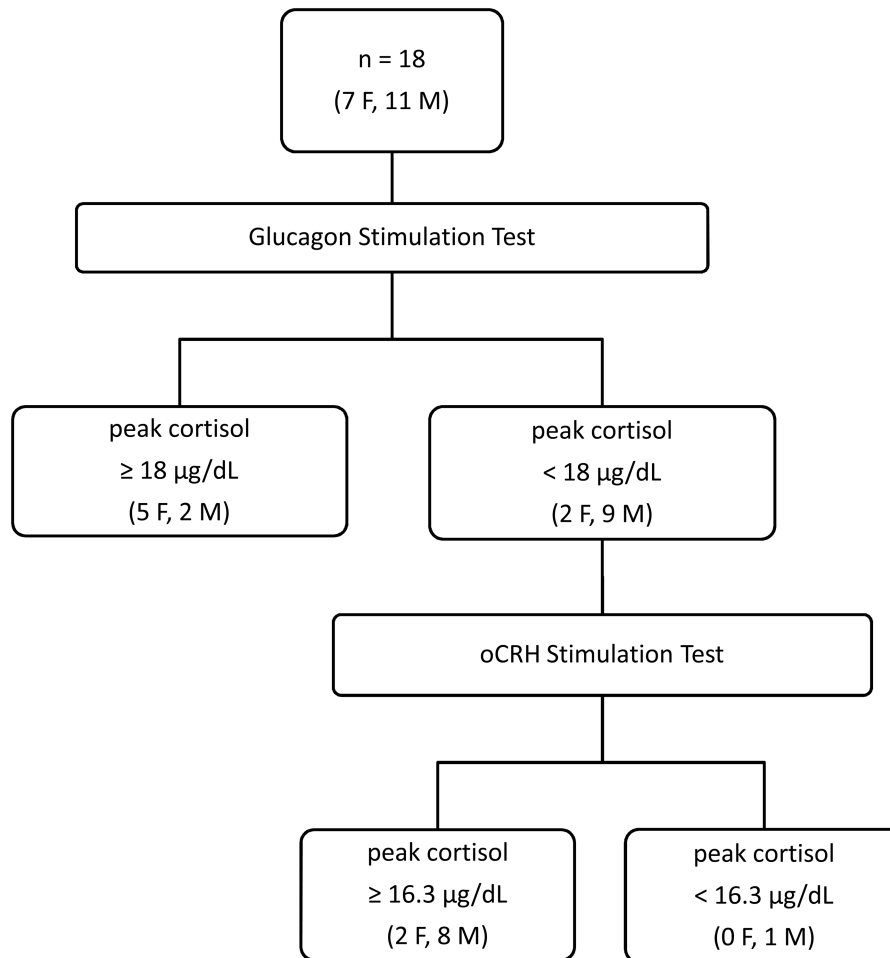 n = 18
(7 F, 11 M)
Glucagon Stimulation Test
peak cortisol
≥ 18 µg/dL
(5 F, 2 M)
peak cortisol
< 18 µg/dL
(2 F, 9 M)
oCRH Stimulation Test
peak cortisol
≥ 16.3 µg/dL
(2 F, 8 M)
peak cortisol
< 16.3 µg/dL
(0 F, 1 M)